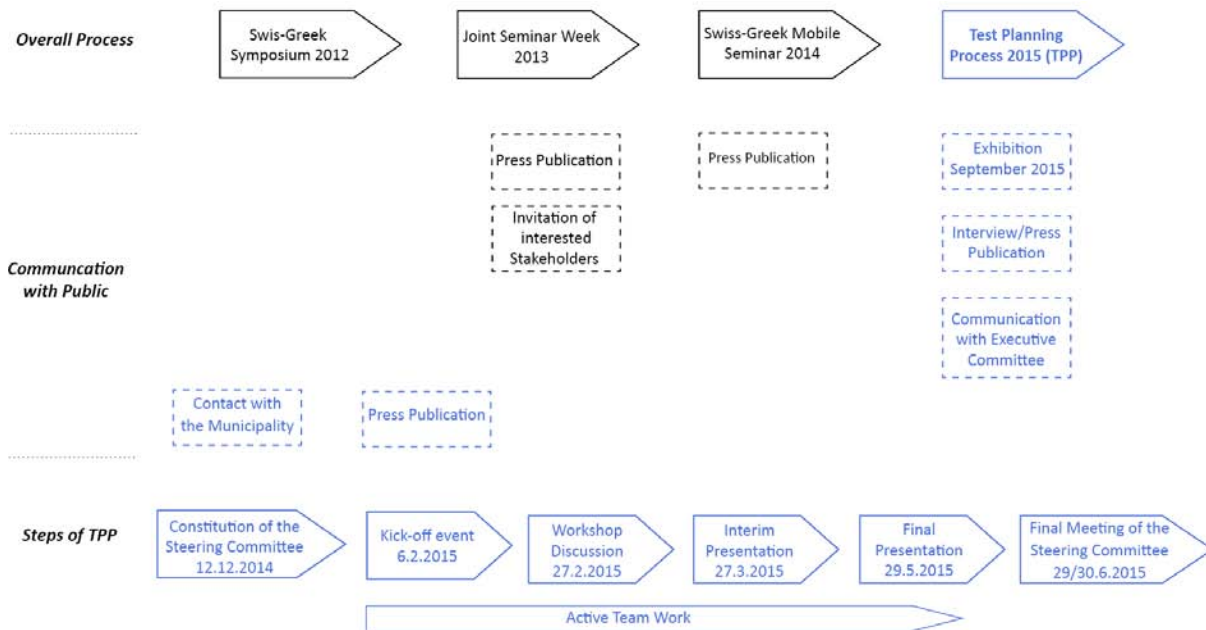 Overall Process
Swis-Greek
Symposium 2012
Joint Seminar Week
2013
Swiss-Greek Mobile
Seminar 2014
Test Planning
Process 2015 (TPP)
Communcation
with Public
Press Publication
Invitation of
interested
Stakeholders
Press Publication
Exhibition
September 2015
Interview/Press
Publication
Communication
with Executive
Committee
Contact with
the Municipality
Press Publication
Steps of TPP
Constitution of the
Steering Committee
12.12.2014
Kick-off event
6.2.2015
Workshop
Discussion
27.2.2015
Interim
Presentation
27.3.2015
Final
Presentation
29.5.2015
Final Meeting of the
Steering Committee
29/30.6.2015
Active Team Work